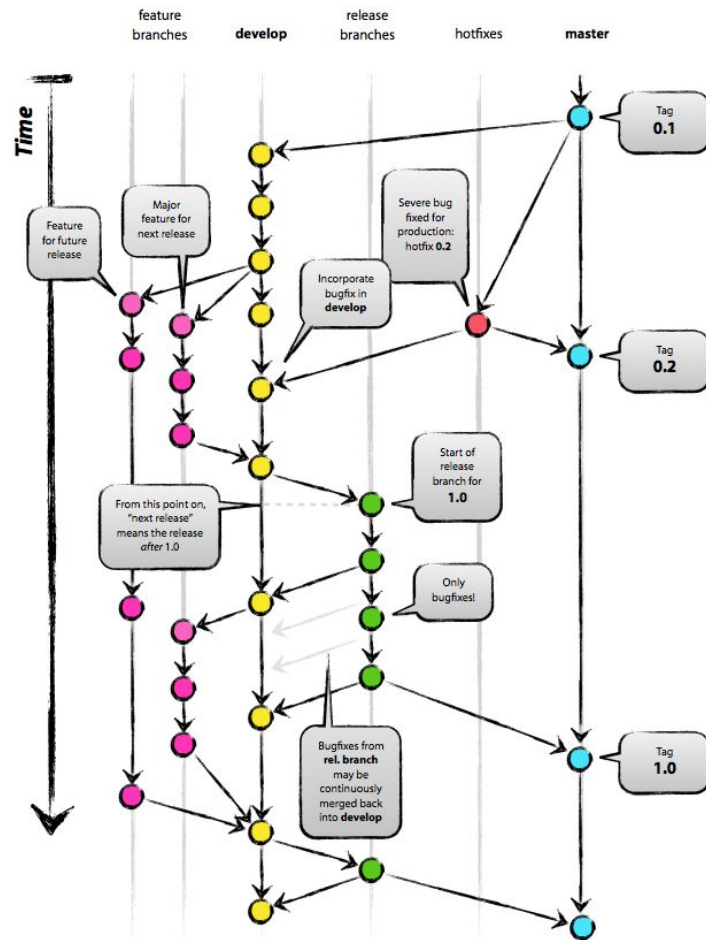 feature
branches
develop
release
branches
hotfixes
master
Time
Tag
0.1
Feature
for future
release
Major
feature for
next release
Severe bug
fixed for
production:
hotfix 0.2
Incorporate
bugfix in
develop
Tag
0.2
Start of
release
branch for
1.0
From this point on,
“next release”
means the release
after 1.0
Only
bugfixes!
Bugfixes from
rel. branch
may be
continuously
merged back
into develop
Tag
1.0